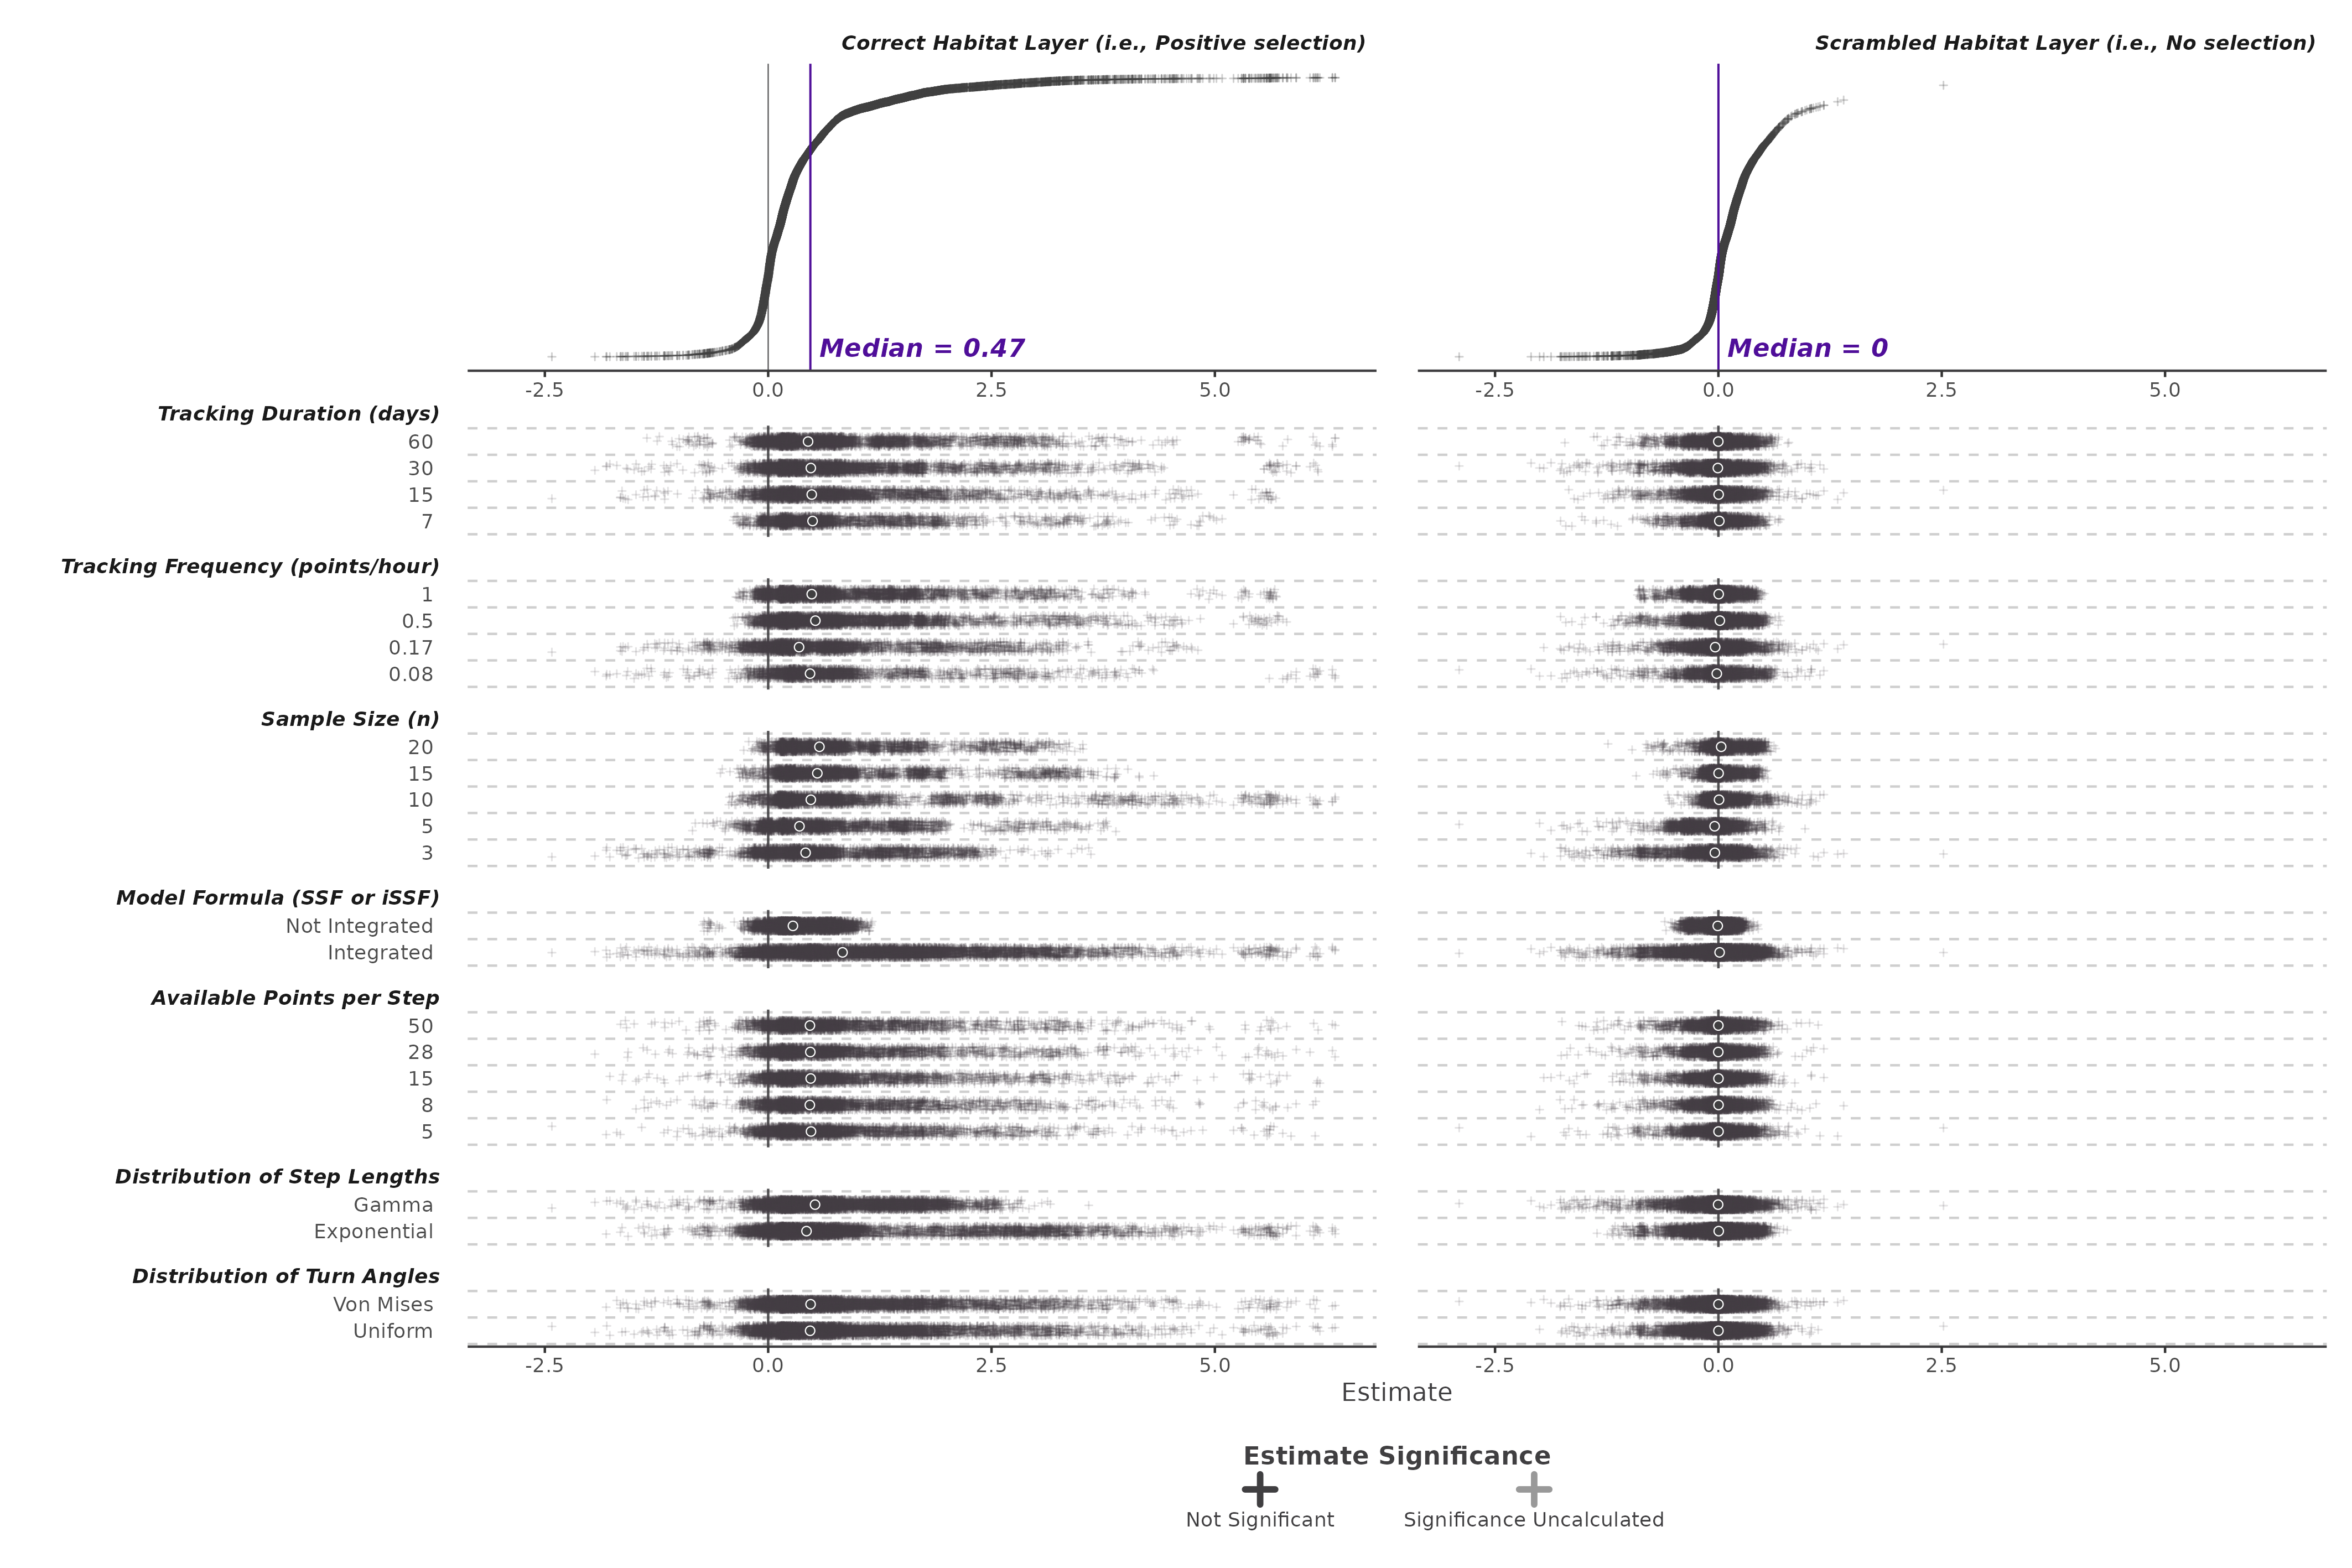 Correct Habitat Layer (i.e., Positive selection)
Scrambled Habitat Layer (i.e., No selection)
Median = 0.47
Median = 0
-2.5 0.0 2.5 5.0
-2.5 0.0 2.5 5.0
Tracking Duration (days)
60
30
15
7
Tracking Frequency (points/hour)
1
0.5
0.17
0.08
Sample Size (n)
20
15
10
5
3
Model Formula (SSF or iSSF)
Not Integrated
Integrated
Available Points per Step
50
28
15
8
5
Distribution of Step Lengths
Gamma
Exponential
Distribution of Turn Angles
Von Mises
Uniform
-2.5 0.0 2.5 5.0
-2.5 0.0 2.5 5.0
Estimate
Estimate Significance
Not Significant
Significance Uncalculated